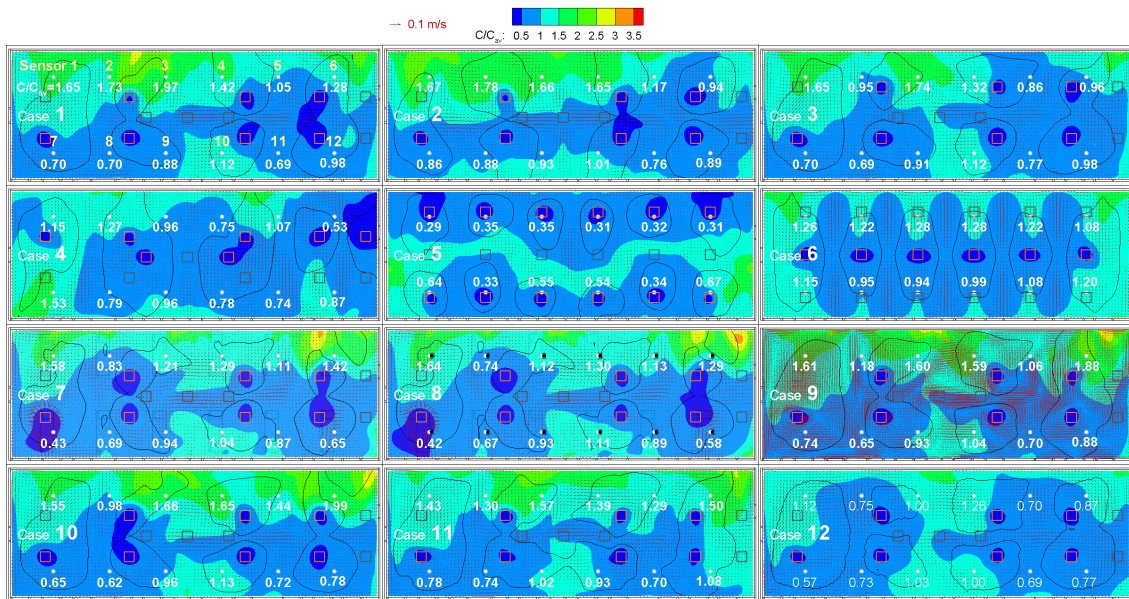 0.1 m/s
C/Cav: 0.5 1 1.5 2 2.5 3 3.5
Sensor 1 2 3 4 5 6
C/Cav=1.65 1.73 1.97 1.42 1.05 1.28
Case 1
7 8 9 10 11 12
0.70 0.70 0.88 1.12 0.69 0.98
1.67 1.78 1.66 1.65 1.17 0.94
Case 2
0.86 0.88 0.93 1.01 0.76 0.89
1.65 0.95 1.74 1.32 0.86 0.96
Case 3
0.70 0.69 0.91 1.12 0.77 0.98
1.15 1.27 0.96 0.75 1.07 0.53
Case 4
1.53 0.79 0.96 0.78 0.74 0.87
0.29 0.35 0.35 0.31 0.32 0.31
Case 5
0.64 0.33 0.55 0.54 0.34 0.67
1.26 1.22 1.28 1.28 1.22 1.08
Case 6
1.15 0.95 0.94 0.99 1.08 1.20
1.58 0.83 1.21 1.29 1.11 1.42
Case 7
0.43 0.69 0.94 1.04 0.87 0.65
1.64 0.74 1.12 1.30 1.13 1.29
Case 8
0.42 0.67 0.93 1.11 0.89 0.58
1.61 1.18 1.60 1.59 1.06 1.88
Case 9
0.74 0.65 0.93 1.04 0.70 0.88
1.55 0.98 1.66 1.65 1.44 1.99
Case 10
0.65 0.62 0.96 1.13 0.72 0.78
1.43 1.30 1.57 1.39 1.29 1.50
Case 11
0.78 0.74 1.02 0.93 0.70 1.08
1.12 0.75 1.00 1.26 0.70 0.87
Case 12
0.57 0.73 1.03 1.00 0.69 0.77